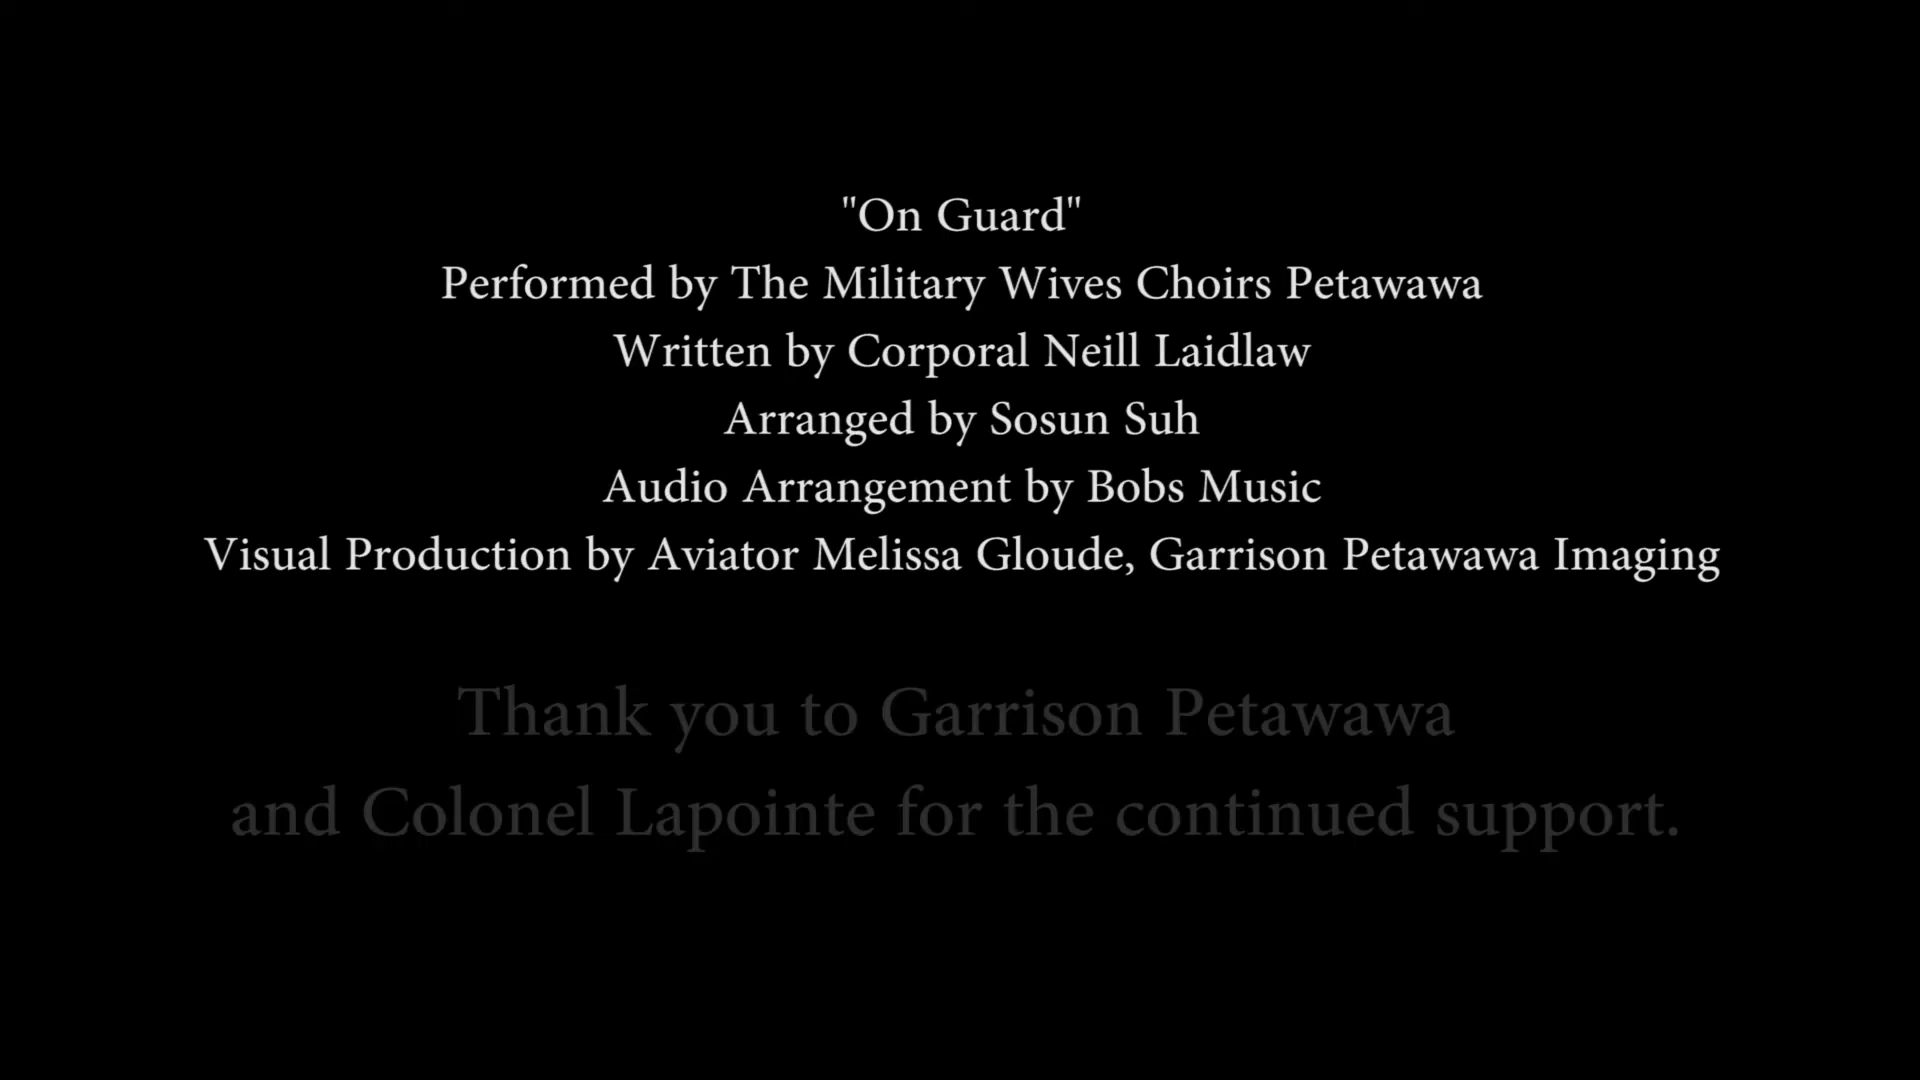 "On Guard"
Performed by The Military Wives Choirs Petawawa
Written by Corporal Neill Laidlaw
Arranged by Sosun Suh
Audio Arrangement by Bobs Music
Visual Production by Aviator Melissa Gloude, Garrison Petawawa Imaging
Thank you to Garrison Petawawa
and Colonel Lapointe for the continued support.